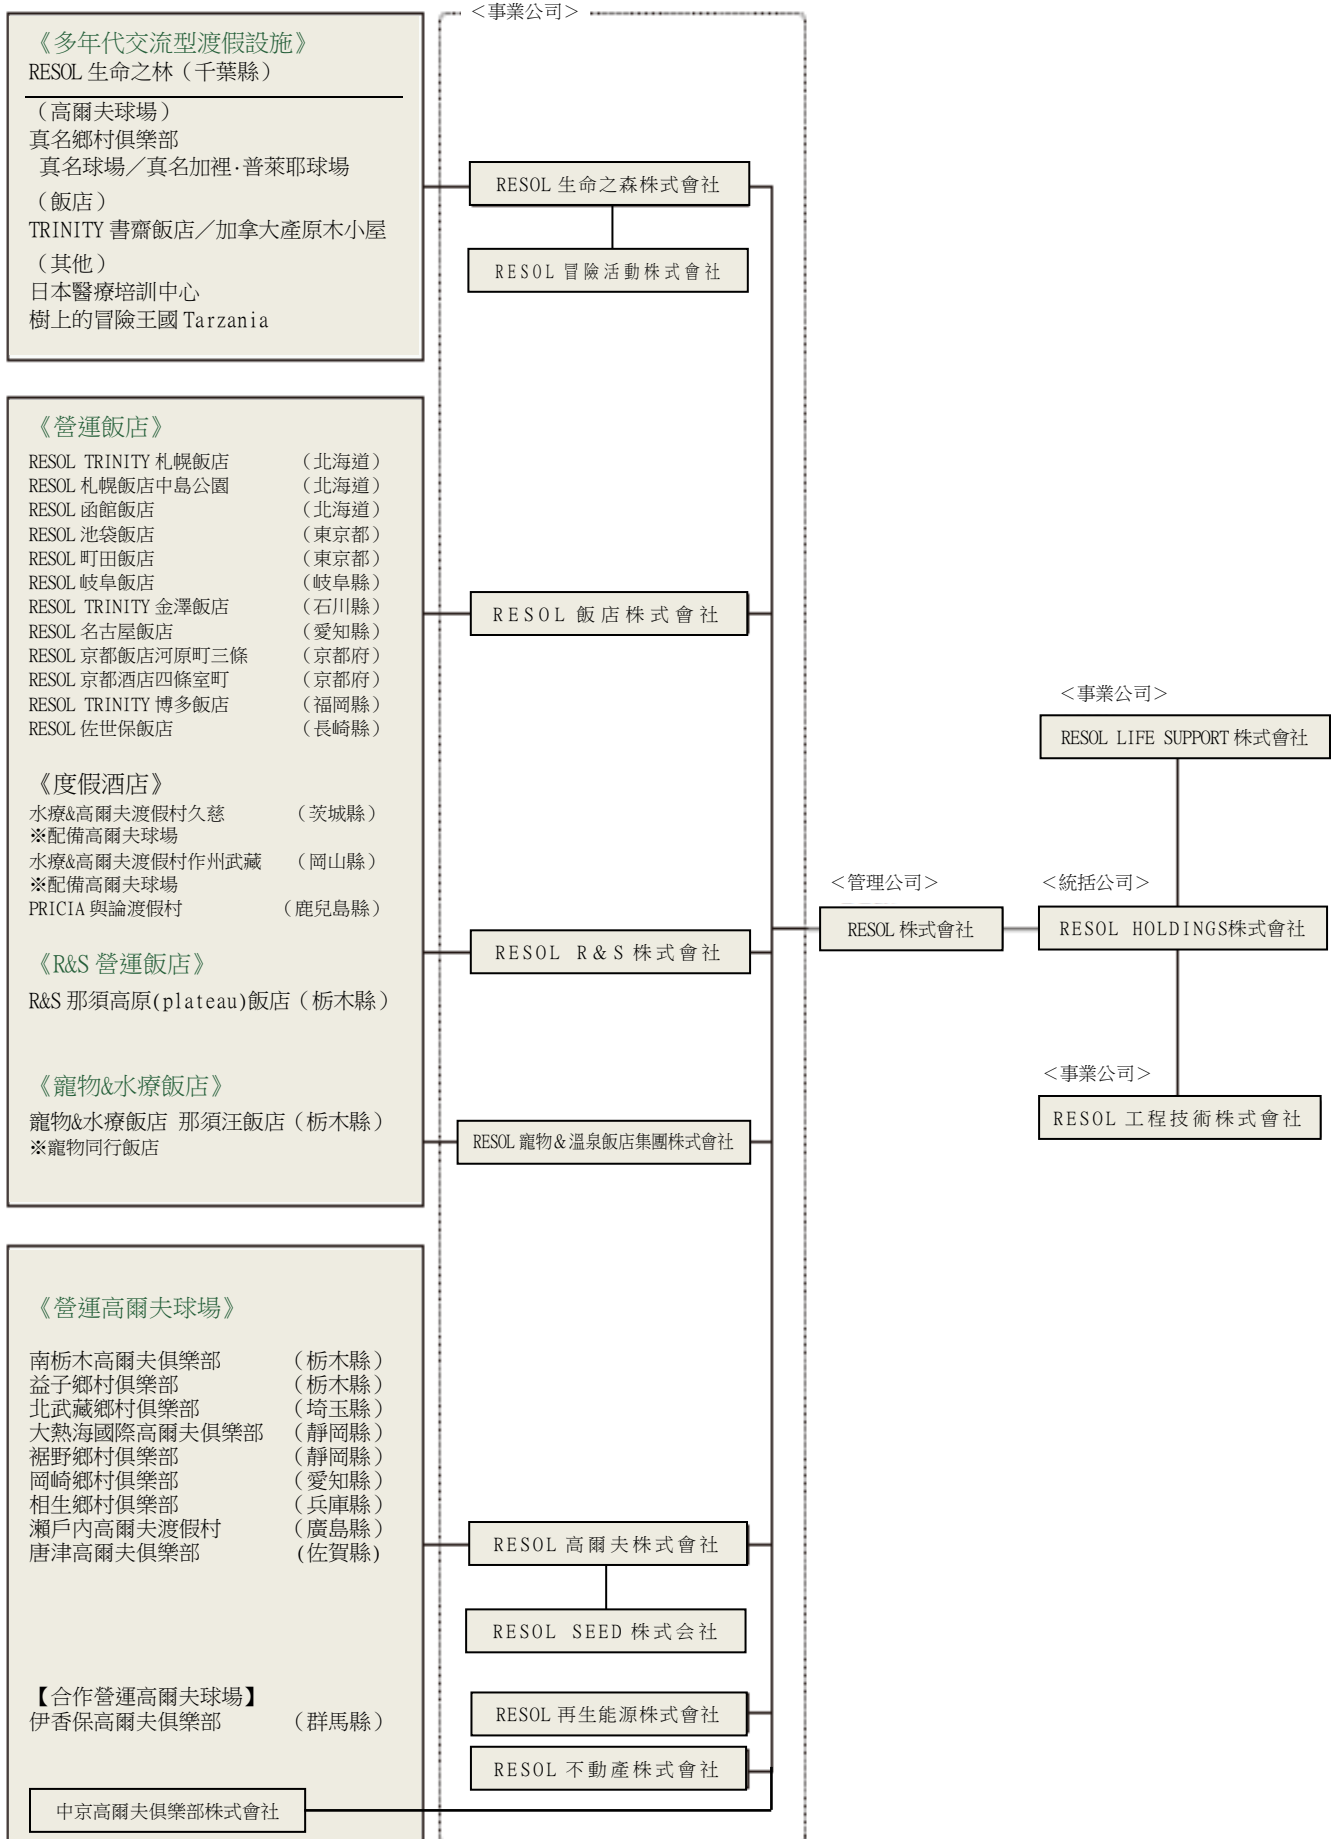 《多年代交流型渡假設施》
RESOL 生命之林（千葉縣）
（高爾夫球場）
真名鄉村俱樂部
真名球場／真名加裡·普萊耶球場
（飯店）
TRINITY 書齋飯店／加拿大產原木小屋
（其他）
日本醫療培訓中心
樹上的冒險王國 Tarzania
《營運飯店》
RESOL TRINITY 札幌飯店 （北海道）
RESOL 札幌飯店中島公園 （北海道）
RESOL 函館飯店 （北海道）
RESOL 池袋飯店 （東京都）
RESOL 町田飯店 （東京都）
RESOL 岐阜飯店 （岐阜縣）
RESOL TRINITY 金澤飯店 （石川縣）
RESOL 名古屋飯店 （愛知縣）
RESOL 京都飯店河原町三條 （京都府）
RESOL 京都酒店四條室町 （京都府）
RESOL TRINITY 博多飯店 （福岡縣）
RESOL 佐世保飯店 （長崎縣）
《度假酒店》
水療&高爾夫渡假村久慈 （茨城縣）
※配備高爾夫球場
水療&高爾夫渡假村作州武藏 （岡山縣）
※配備高爾夫球場
PRICIA 與論渡假村 （鹿兒島縣）
《R&S 營運飯店》
R&S 那須高原(plateau)飯店（栃木縣）
《寵物&水療飯店》
寵物&水療飯店 那須汪飯店（栃木縣）
※寵物同行飯店
《營運高爾夫球場》
南栃木高爾夫俱樂部 （栃木縣）
益子鄉村俱樂部 （栃木縣）
北武藏鄉村俱樂部 （埼玉縣）
大熱海國際高爾夫俱樂部 （靜岡縣）
裾野鄉村俱樂部 （靜岡縣）
岡崎鄉村俱樂部 （愛知縣）
相生鄉村俱樂部 （兵庫縣）
瀨戶內高爾夫渡假村 （廣島縣）
唐津高爾夫俱樂部 (佐賀縣)
【合作營運高爾夫球場】
伊香保高爾夫俱樂部 （群馬縣）
中京高爾夫俱樂部株式會社
＜事業公司＞
RESOL 生命之森株式會社
RESOL 冒險活動株式會社
RESOL 飯店株式會社
RESOL R&S 株式會社
RESOL 寵物&溫泉飯店集團株式會社
RESOL 高爾夫株式會社
RESOL SEED 株式会社
RESOL 再生能源株式會社
RESOL 不動產株式會社
＜管理公司＞
RESOL 株式會社
＜事業公司＞
RESOL LIFE SUPPORT 株式會社
＜統括公司＞
RESOL HOLDINGS株式會社
＜事業公司＞
RESOL 工程技術株式會社